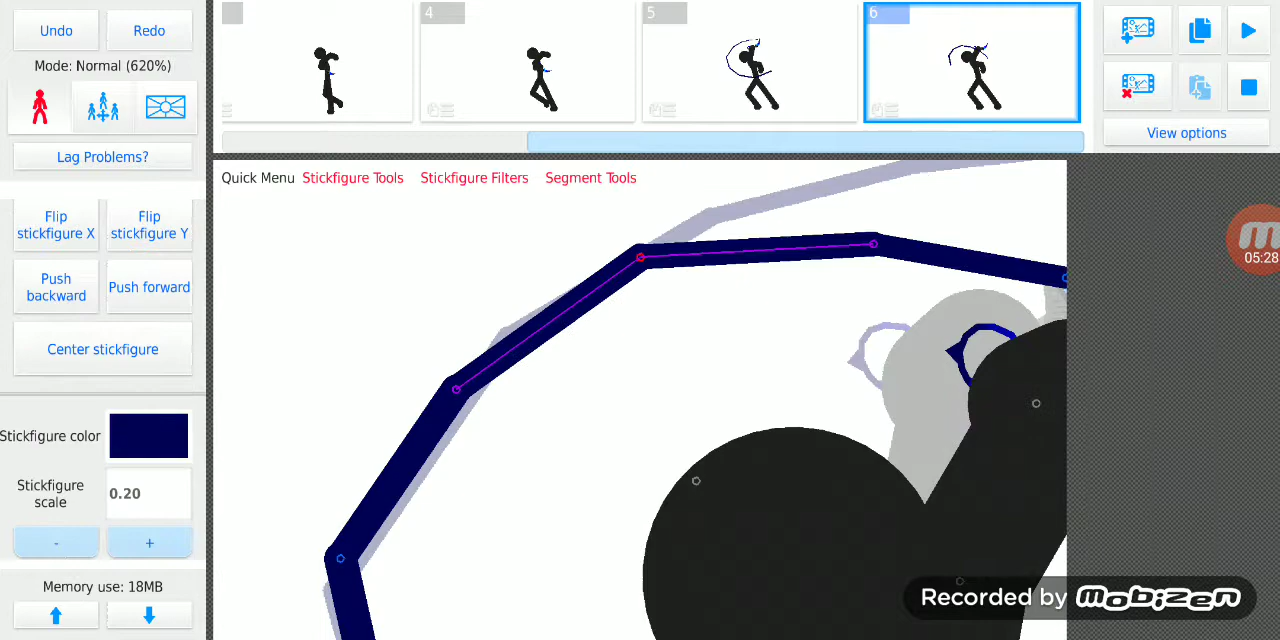 Undo
Redo
Mode: Normal (620%)
Lag Problems?
Flip stickfigure X
Flip stickfigure Y
Push backward
Push forward
Center stickfigure
Stickfigure color
Stickfigure scale
0.20
-
+
Memory use: 18MB
4
5
6
View options
Quick Menu Stickfigure Tools Stickfigure Filters Segment Tools
05:28
Recorded by mobizen